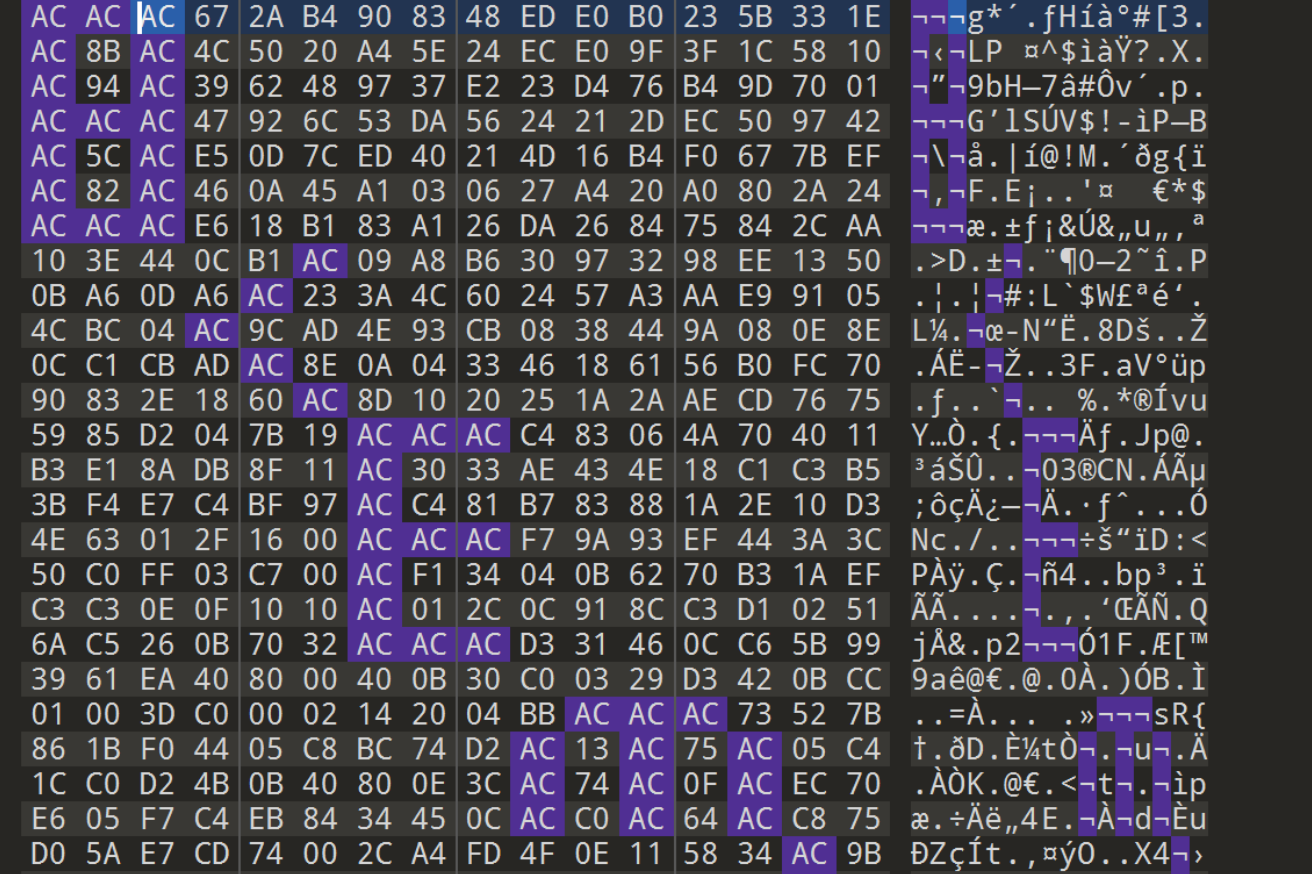 AC AC AC 67 2A B4 90 83 48 ED E0 B0 23 5B 33 1E ¬¬¬g*´.ƒHíà°#[3.
AC 8B AC 4C 50 20 A4 5E 24 EC E0 9F 3F 1C 58 10 ¬‹¬LP ¤^$ìàŸ?.X.
AC 94 AC 39 62 48 97 37 E2 23 D4 76 B4 9D 70 01 ¬”¬9bH—7â#Ôv´.p.
AC AC AC 47 92 6C 53 DA 56 24 21 2D EC 50 97 42 ¬¬¬G’lSÚV$!-ìP—B
AC 5C AC E5 0D 7C ED 40 21 4D 16 B4 F0 67 7B EF ¬\¬å.|í@!M.´ðg{ï
AC 82 AC 46 0A 45 A1 03 06 27 A4 20 A0 80 2A 24 ¬‚¬F.E¡..'¤  €*$
AC AC AC E6 18 B1 83 A1 26 DA 26 84 75 84 2C AA ¬¬¬æ.±ƒ¡&Ú&„u„,ª
10 3E 44 0C B1 AC 09 A8 B6 30 97 32 98 EE 13 50 .>D.±¬.¨¶0—2˜î.P
0B A6 0D A6 AC 23 3A 4C 60 24 57 A3 AA E9 91 05 .¦.¦¬#:L`$W£ªé‘.
4C BC 04 AC 9C AD 4E 93 CB 08 38 44 9A 08 0E 8E L¼.¬œ-N“Ë.8Dš..Ž
0C C1 CB AD AC 8E 0A 04 33 46 18 61 56 B0 FC 70 .ÁË-¬Ž..3F.aV°üp
90 83 2E 18 60 AC 8D 10 20 25 1A 2A AE CD 76 75 .ƒ..`¬.. %.*®Ívu
59 85 D2 04 7B 19 AC AC AC C4 83 06 4A 70 40 11 Y…Ò.{.¬¬¬Äƒ.Jp@.
B3 E1 8A DB 8F 11 AC 30 33 AE 43 4E 18 C1 C3 B5 ³áŠÛ..¬03®CN.ÁÃµ
3B F4 E7 C4 BF 97 AC C4 81 B7 83 88 1A 2E 10 D3 ;ôçÄ¿—¬Ä.·ƒˆ...Ó
4E 63 01 2F 16 00 AC AC AC F7 9A 93 EF 44 3A 3C Nc./..¬¬¬÷š“ïD:<
50 C0 FF 03 C7 00 AC F1 34 04 0B 62 70 B3 1A EF PÀÿ.Ç.¬ñ4..bp³.ï
C3 C3 0E 0F 10 10 AC 01 2C 0C 91 8C C3 D1 02 51 ÃÃ....¬.,.‘ŒÃÑ.Q
6A C5 26 0B 70 32 AC AC AC D3 31 46 0C C6 5B 99 jÅ&.p2¬¬¬Ó1F.Æ[™
39 61 EA 40 80 00 40 0B 30 C0 03 29 D3 42 0B CC 9aê@€.@.0À.)ÓB.Ì
01 00 3D C0 00 02 14 20 04 BB AC AC AC 73 52 7B ..=À... .»¬¬¬sR{
86 1B F0 44 05 C8 BC 74 D2 AC 13 AC 75 AC 05 C4 †.ðD.È¼tÒ¬.¬u¬.Ä
1C C0 D2 4B 0B 40 80 0E 3C AC 74 AC 0F AC EC 70 .ÀÒK.@€.<¬t¬.¬ìp
E6 05 F7 C4 EB 84 34 45 0C AC C0 AC 64 AC C8 75 æ.÷Äë„4E.¬À¬d¬Èu
D0 5A E7 CD 74 00 2C A4 FD 4F 0E 11 58 34 AC 9B ÐZçÍt.,¤ýO..X4¬›